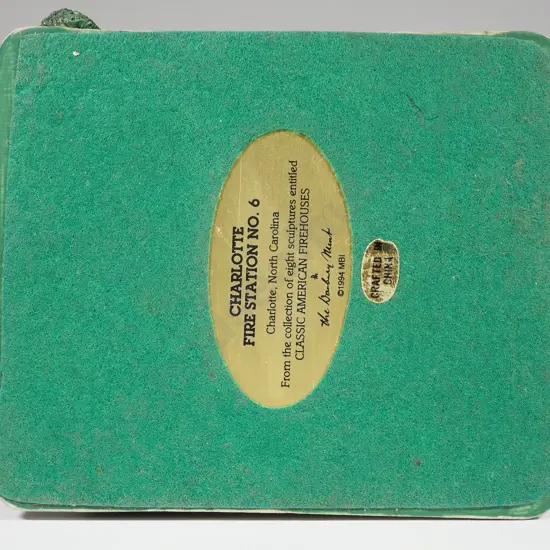 CHARLOTTE
FIRE STATION NO. 6
Charlotte, North Carolina
From the collection of eight sculptures entitled
CLASSIC AMERICAN FIREHOUSES
the Danbury Mint
©1994 MBI
CRAFTED IN
CHINA